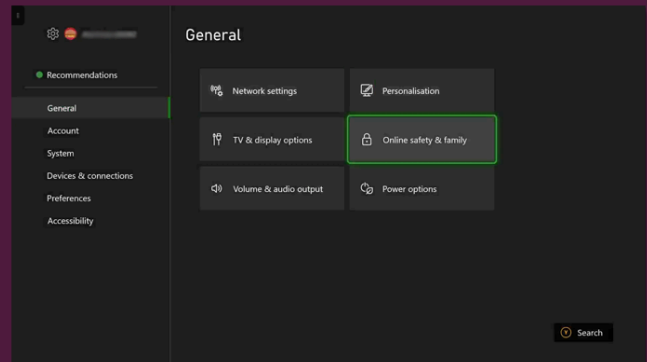 General
Recommendations
General
Account
System
Devices & connections
Preferences
Accessibility
Network settings
Personalisation
TV & display options
Online safety & family
Volume & audio output
Power options
Y Search